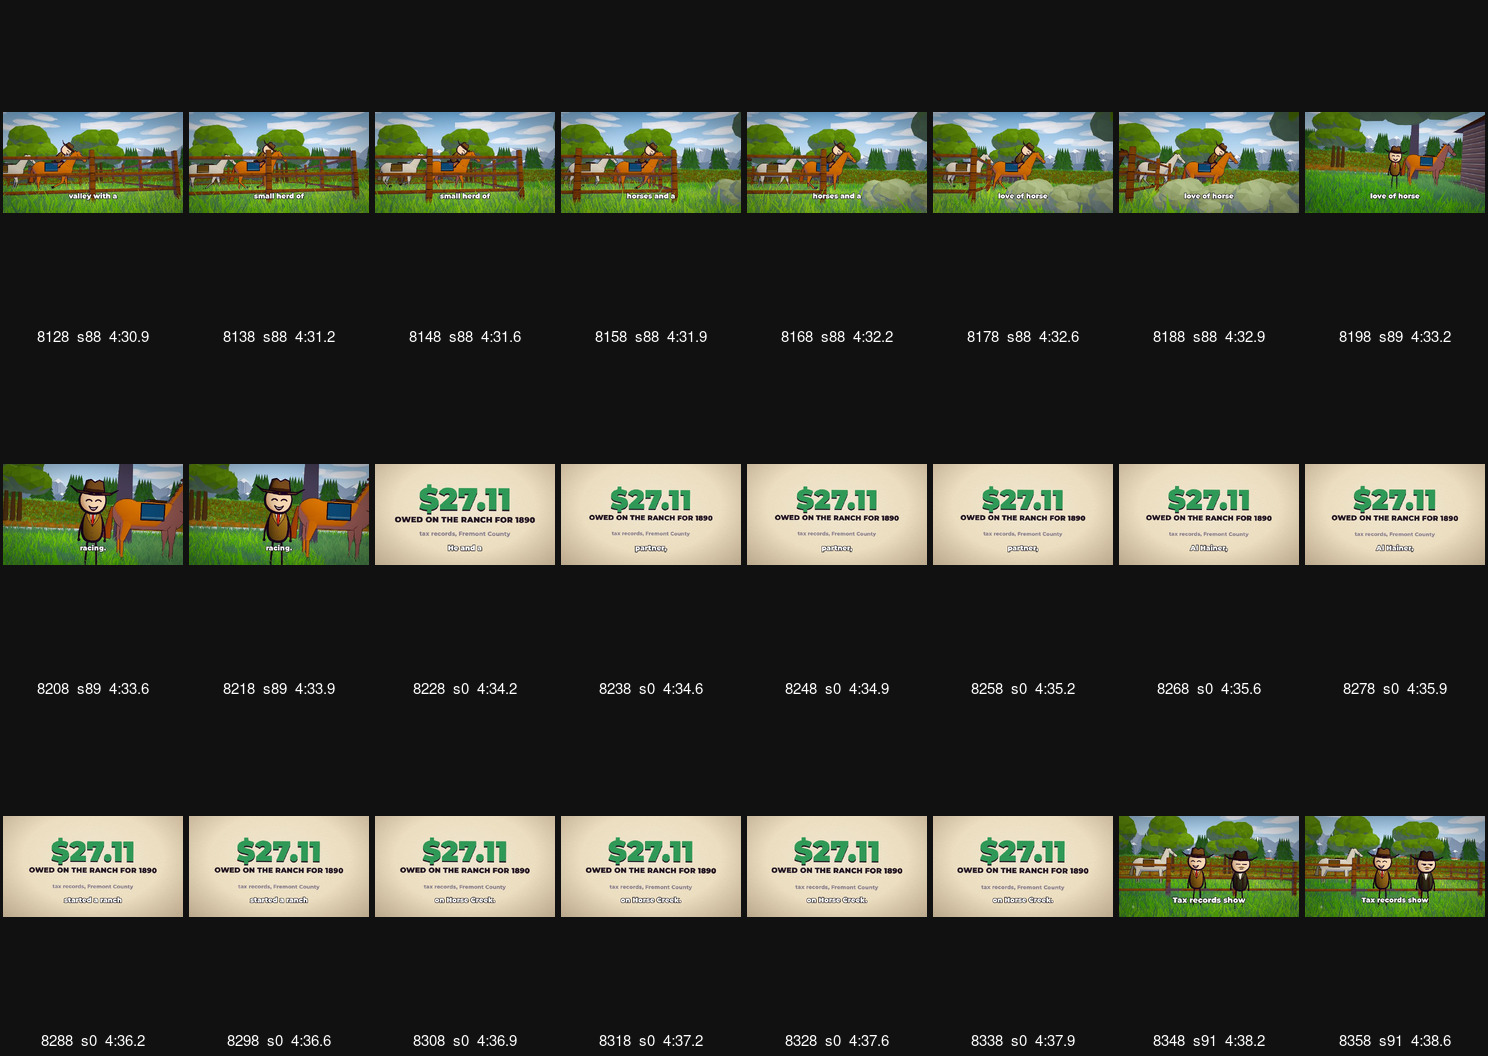 valley with a
small herd of
small herd of
horses and a
horses and a
love of horse
love of horse
love of horse
8128 s88 4:30.9
8138 s88 4:31.2
8148 s88 4:31.6
8158 s88 4:31.9
8168 s88 4:32.2
8178 s88 4:32.6
8188 s88 4:32.9
8198 s89 4:33.2
racing.
racing.
$27.11
OWED ON THE RANCH FOR 1890
tax records, Fremont County
He and a
$27.11
OWED ON THE RANCH FOR 1890
tax records, Fremont County
partner,
$27.11
OWED ON THE RANCH FOR 1890
tax records, Fremont County
partner,
$27.11
OWED ON THE RANCH FOR 1890
tax records, Fremont County
partner,
$27.11
OWED ON THE RANCH FOR 1890
tax records, Fremont County
Al Hainer,
$27.11
OWED ON THE RANCH FOR 1890
tax records, Fremont County
Al Hainer,
8208 s89 4:33.6
8218 s89 4:33.9
8228 s0 4:34.2
8238 s0 4:34.6
8248 s0 4:34.9
8258 s0 4:35.2
8268 s0 4:35.6
8278 s0 4:35.9
$27.11
OWED ON THE RANCH FOR 1890
tax records, Fremont County
started a ranch
$27.11
OWED ON THE RANCH FOR 1890
tax records, Fremont County
started a ranch
$27.11
OWED ON THE RANCH FOR 1890
tax records, Fremont County
on Horse Creek.
$27.11
OWED ON THE RANCH FOR 1890
tax records, Fremont County
on Horse Creek.
$27.11
OWED ON THE RANCH FOR 1890
tax records, Fremont County
on Horse Creek.
$27.11
OWED ON THE RANCH FOR 1890
tax records, Fremont County
on Horse Creek.
Tax records show
Tax records show
8288 s0 4:36.2
8298 s0 4:36.6
8308 s0 4:36.9
8318 s0 4:37.2
8328 s0 4:37.6
8338 s0 4:37.9
8348 s91 4:38.2
8358 s91 4:38.6